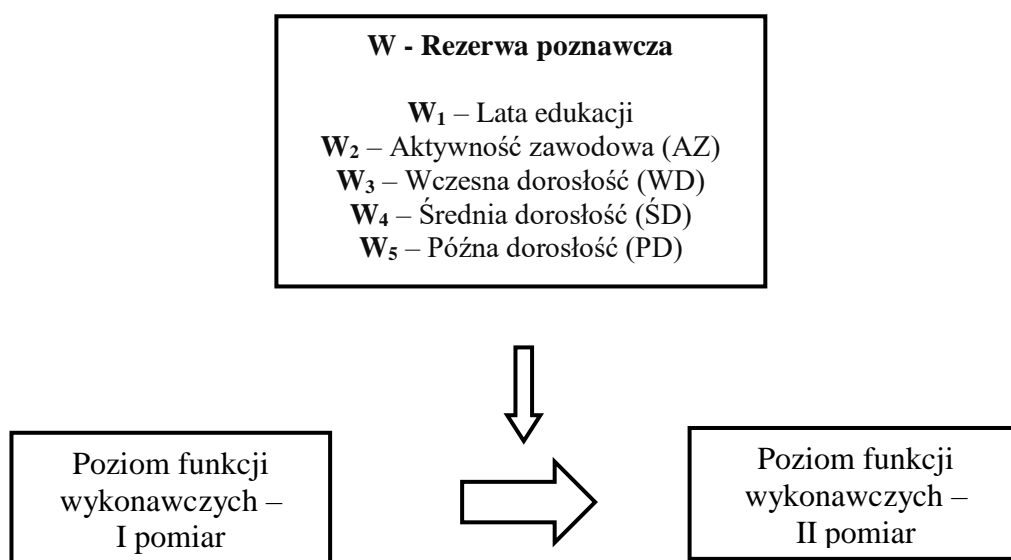 W - Rezerwa poznawcza
W₁ – Lata edukacji
W₂ – Aktywność zawodowa (AZ)
W₃ – Wczesna dorosłość (WD)
W₄ – Średnia dorosłość (ŚD)
W₅ – Późna dorosłość (PD)
Poziom funkcji
wykonawczych –
I pomiar
Poziom funkcji
wykonawczych –
II pomiar